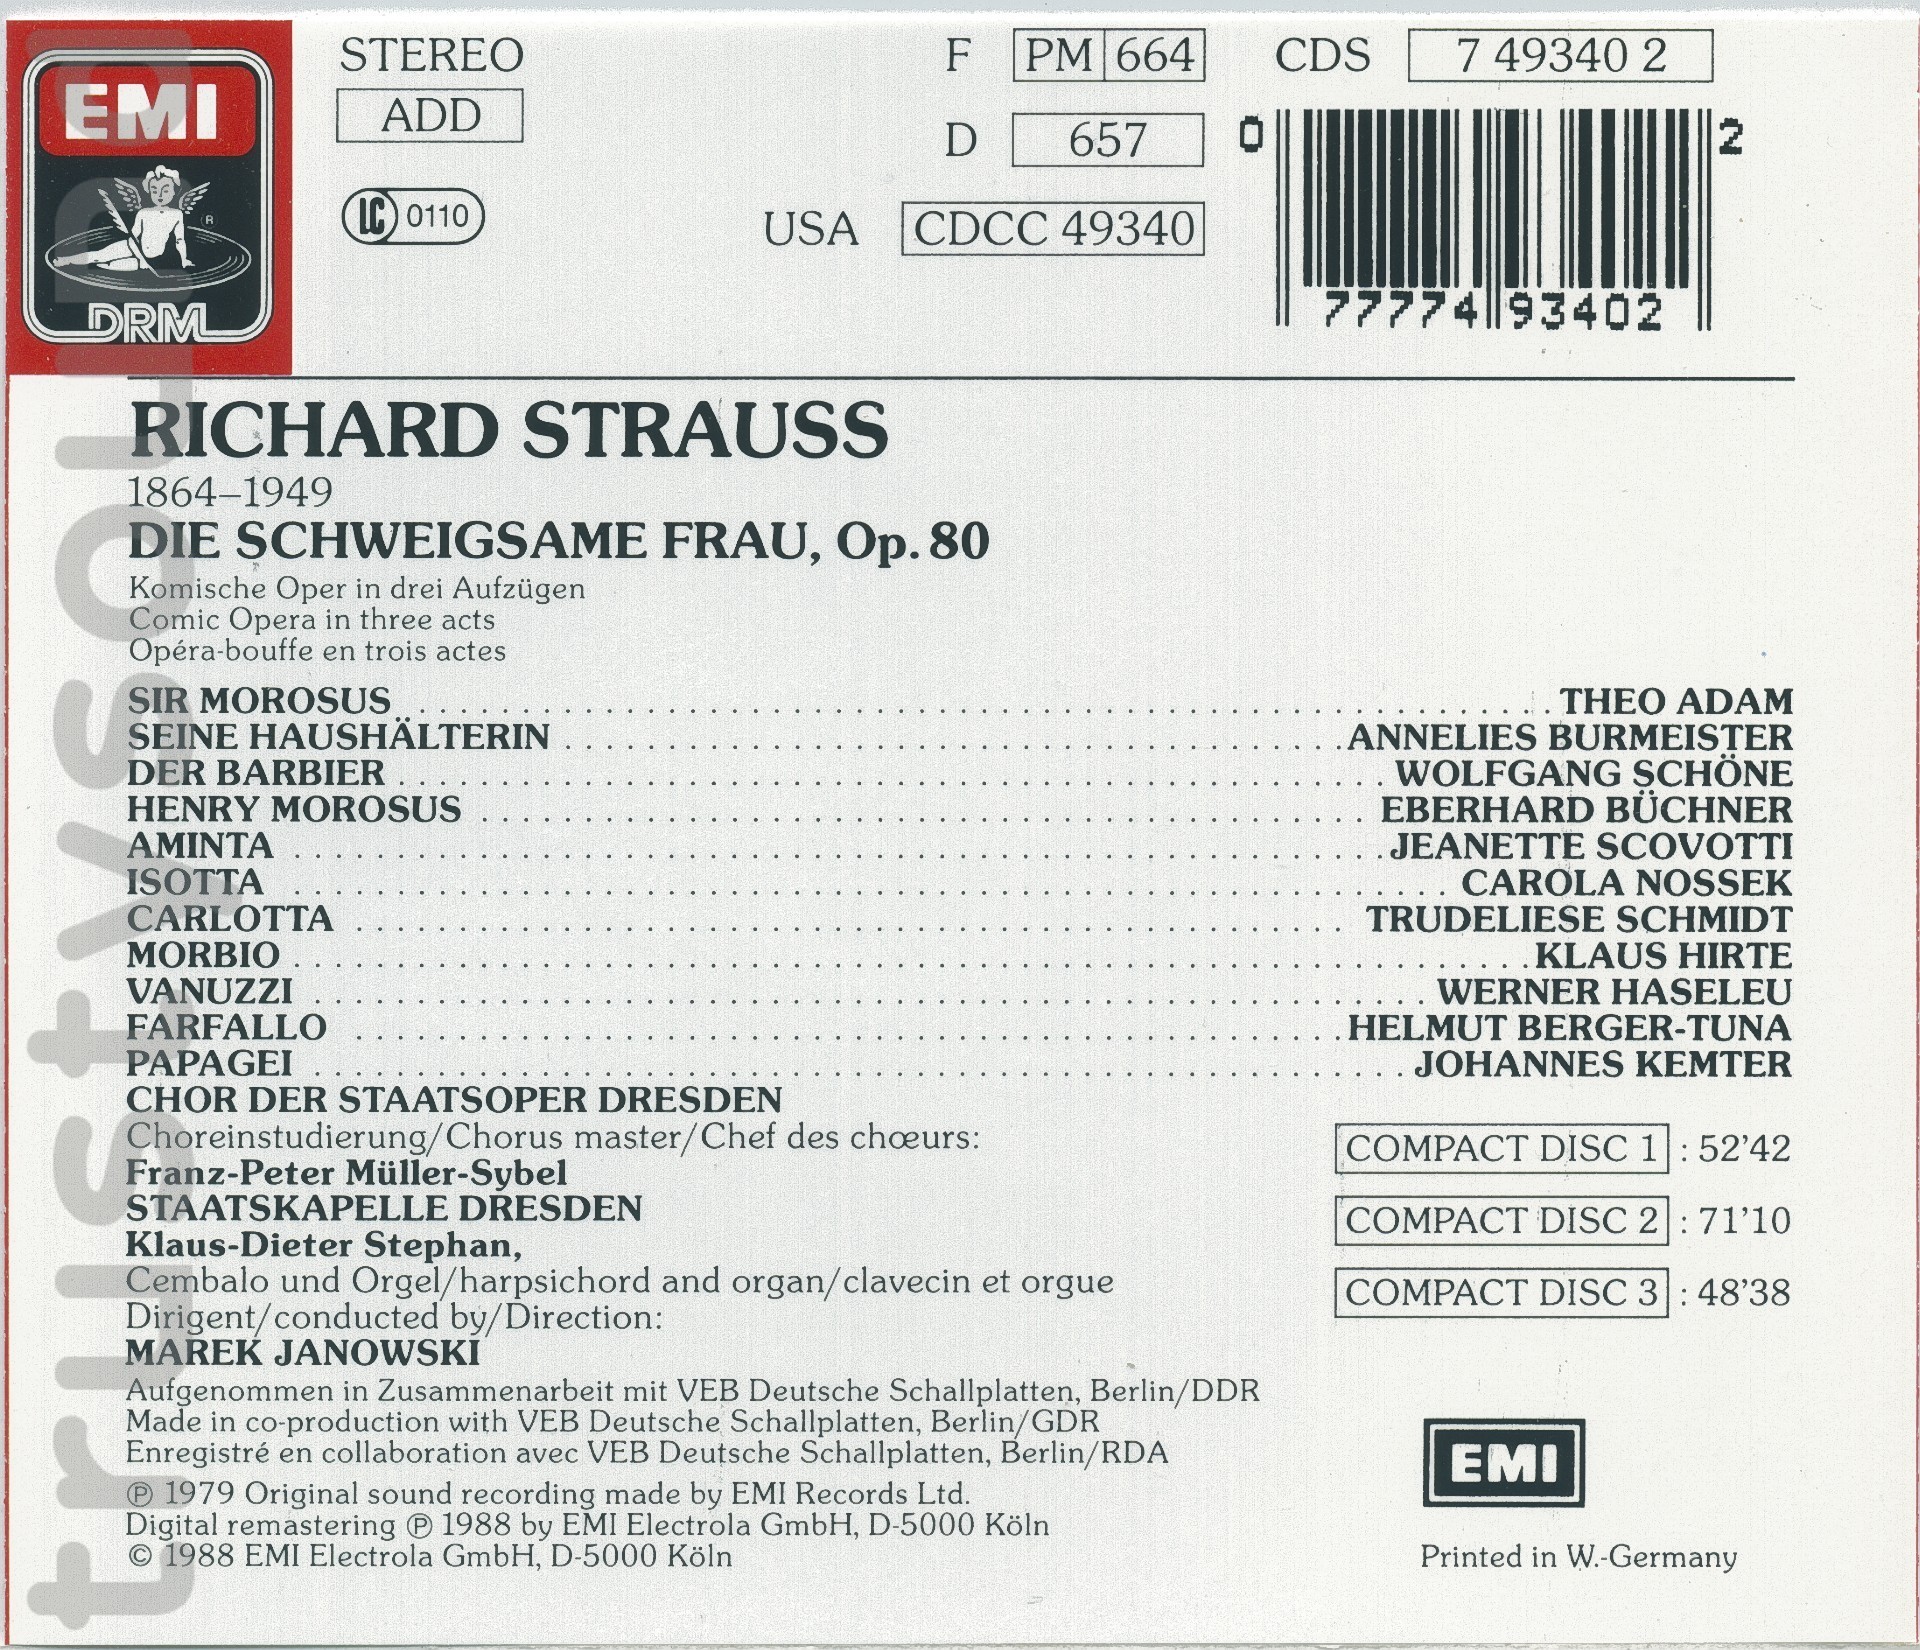 EMI
DRM
®
STEREO
ADD
LC 0110
F PM 664
D 657
USA CDCC 49340
CDS 7 49340 2
0 77774 93402 2
RICHARD STRAUSS
1864–1949
DIE SCHWEIGSAME FRAU, Op. 80
Komische Oper in drei Aufzügen
Comic Opera in three acts
Opéra-bouffe en trois actes
SIR MOROSUS . . . THEO ADAM
SEINE HAUSHÄLTERIN . . . ANNELIES BURMEISTER
DER BARBIER . . . WOLFGANG SCHÖNE
HENRY MOROSUS . . . EBERHARD BÜCHNER
AMINTA . . . JEANETTE SCOVOTTI
ISOTTA . . . CAROLA NOSSEK
CARLOTTA . . . TRUDELIESE SCHMIDT
MORBIO . . . KLAUS HIRTE
VANUZZI . . . WERNER HASELEU
FARFALLO . . . HELMUT BERGER-TUNA
PAPAGEI . . . JOHANNES KEMTER
CHOR DER STAATSOPER DRESDEN
Choreinstudierung/Chorus master/Chef des chœurs:
Franz-Peter Müller-Sybel
STAATSKAPELLE DRESDEN
Klaus-Dieter Stephan,
Cembalo und Orgel/harpsichord and organ/clavecin et orgue
Dirigent/conducted by/Direction:
MAREK JANOWSKI
COMPACT DISC 1 : 52'42
COMPACT DISC 2 : 71'10
COMPACT DISC 3 : 48'38
Aufgenommen in Zusammenarbeit mit VEB Deutsche Schallplatten, Berlin/DDR
Made in co-production with VEB Deutsche Schallplatten, Berlin/GDR
Enregistré en collaboration avec VEB Deutsche Schallplatten, Berlin/RDA
℗ 1979 Original sound recording made by EMI Records Ltd.
Digital remastering ℗ 1988 by EMI Electrola GmbH, D-5000 Köln
© 1988 EMI Electrola GmbH, D-5000 Köln
EMI
Printed in W.-Germany